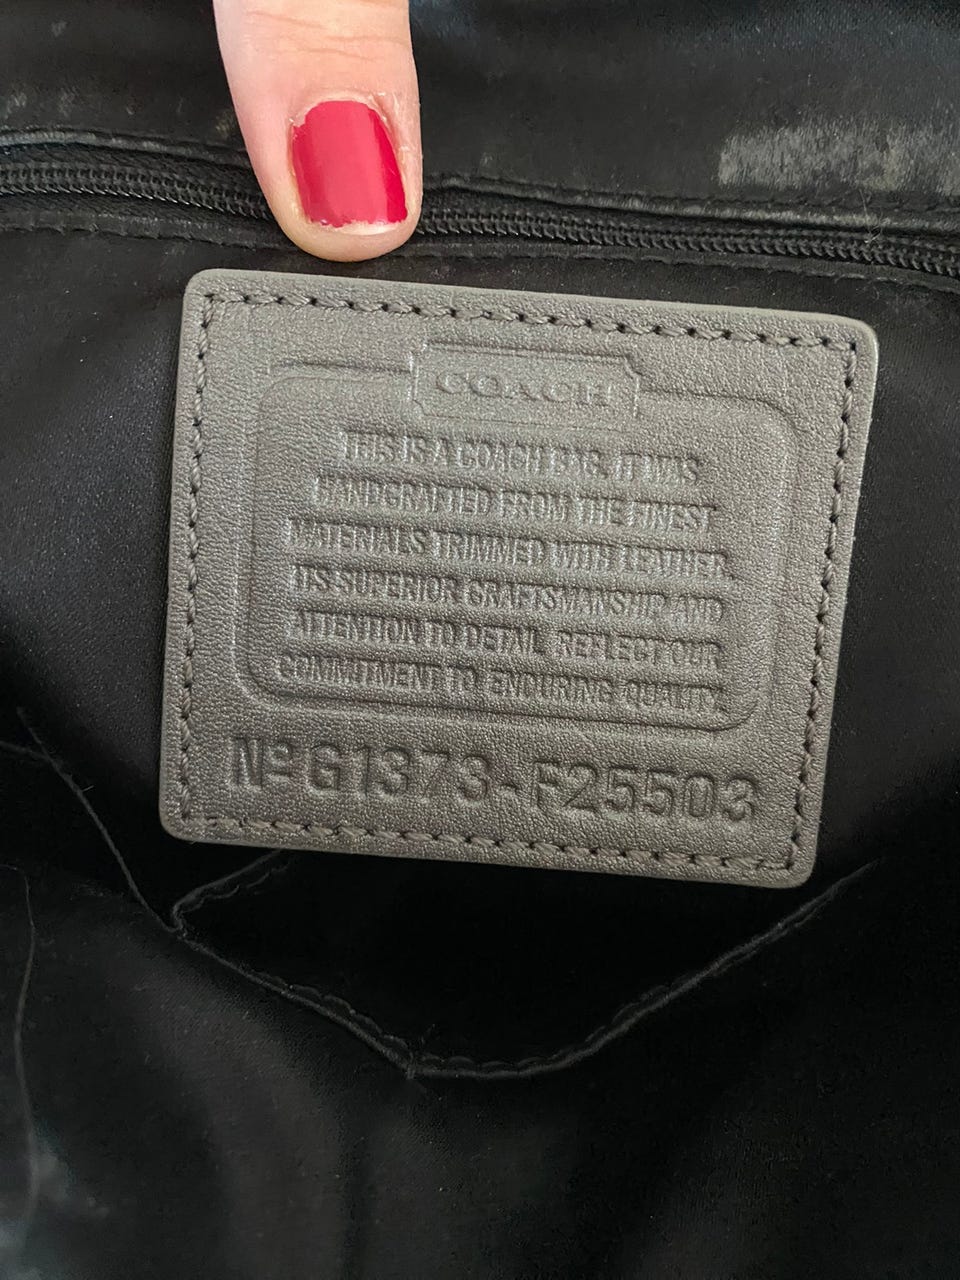 COACH
THIS IS A COACH BAG. IT WAS
HANDCRAFTED FROM THE FINEST
MATERIALS TRIMMED WITH LEATHER.
ITS SUPERIOR CRAFTSMANSHIP AND
ATTENTION TO DETAIL REFLECT OUR
COMMITMENT TO ENDURING QUALITY.
Nº G1373-F25503